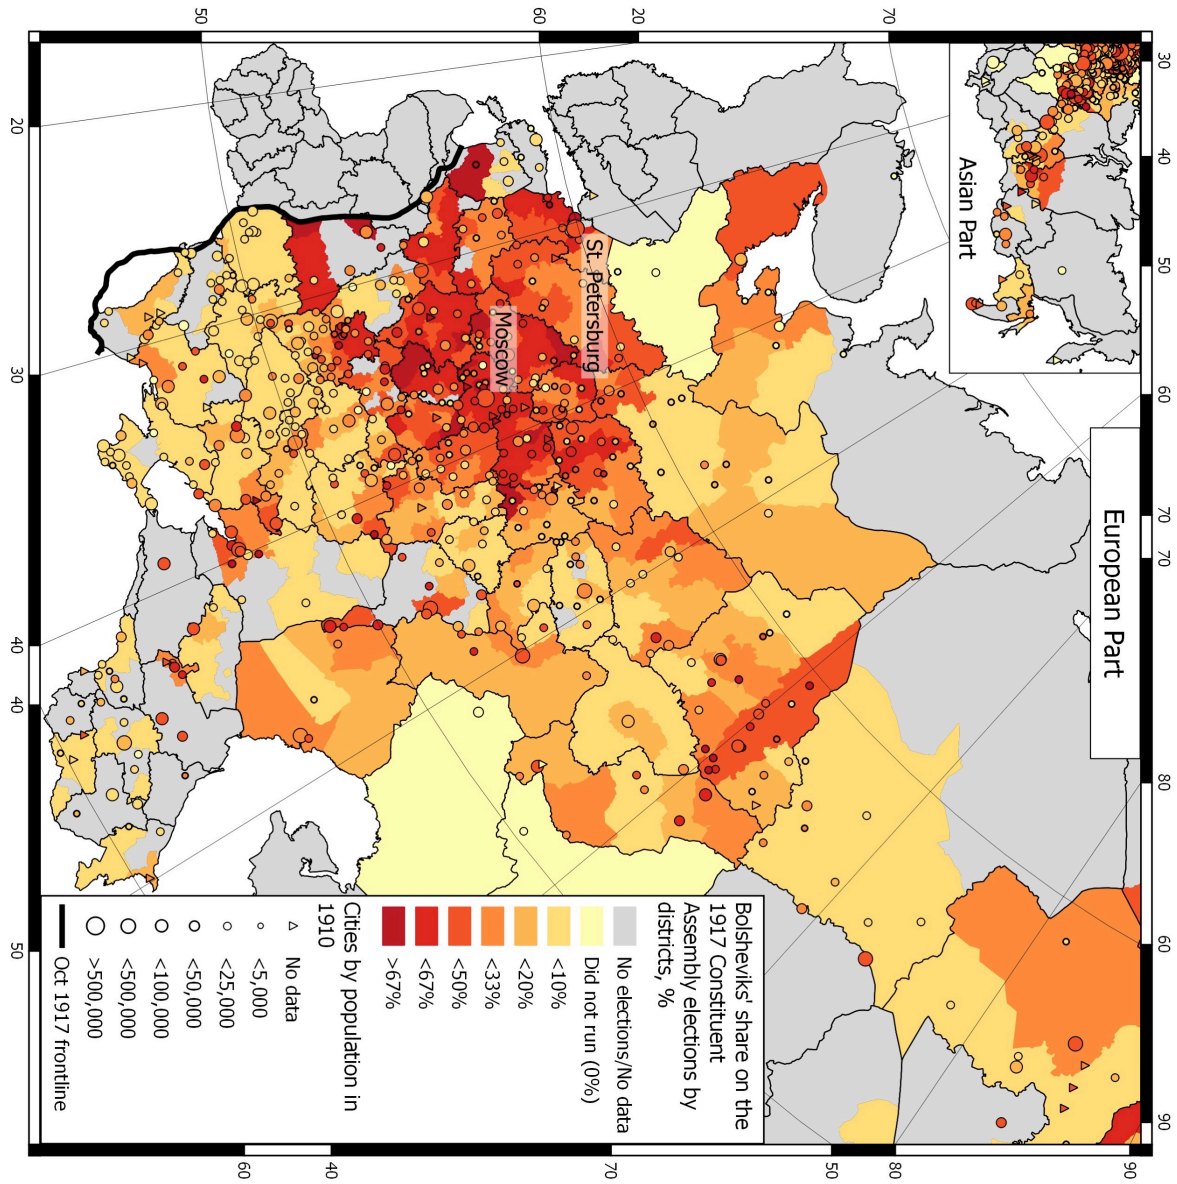 European Part
Asian Part
St. Petersburg
Moscow
Bolsheviks' share on the
1917 Constituent
Assembly elections by
districts, %
No elections/No data
Did not run (0%)
<10%
<20%
<33%
<50%
<67%
>67%
Cities by population in
1910
No data
<5,000
<25,000
<50,000
<100,000
<500,000
>500,000
Oct 1917 frontline
30
40
50
60
70
70
80
60
90
50
60
20
70
20
30
40
40
50
60
40
70
50
80
90